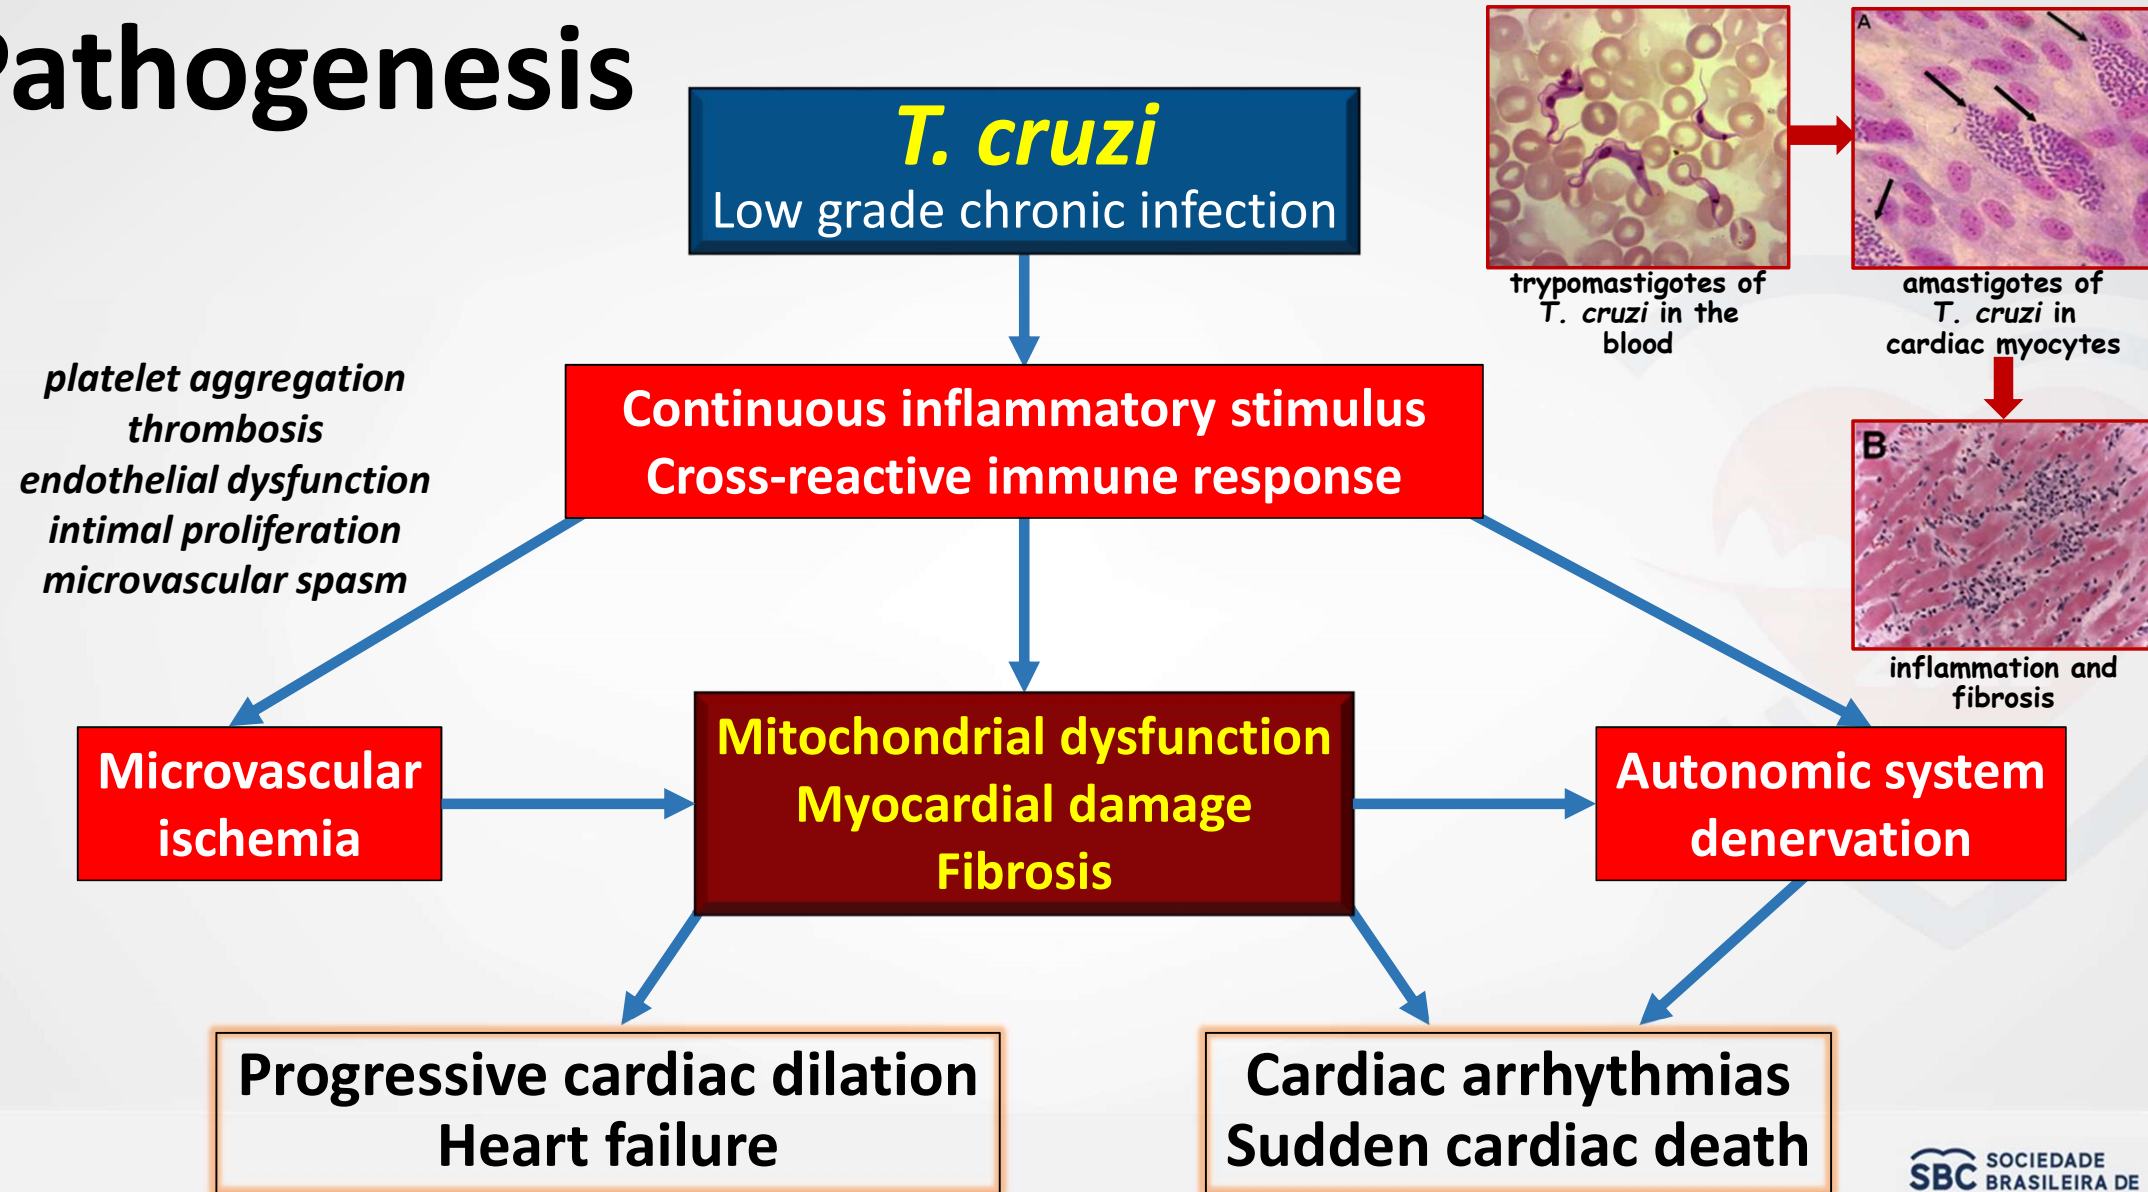 Pathogenesis
T. cruzi
Low grade chronic infection
A
trypomastigotes of
T. cruzi in the
blood
amastigotes of
T. cruzi in
cardiac myocytes
platelet aggregation
thrombosis
endothelial dysfunction
intimal proliferation
microvascular spasm
Continuous inflammatory stimulus
Cross-reactive immune response
B
inflammation and
fibrosis
Microvascular
ischemia
Mitochondrial dysfunction
Myocardial damage
Fibrosis
Autonomic system
denervation
Progressive cardiac dilation
Heart failure
Cardiac arrhythmias
Sudden cardiac death
SBC
SOCIEDADE
BRASILEIRA DE